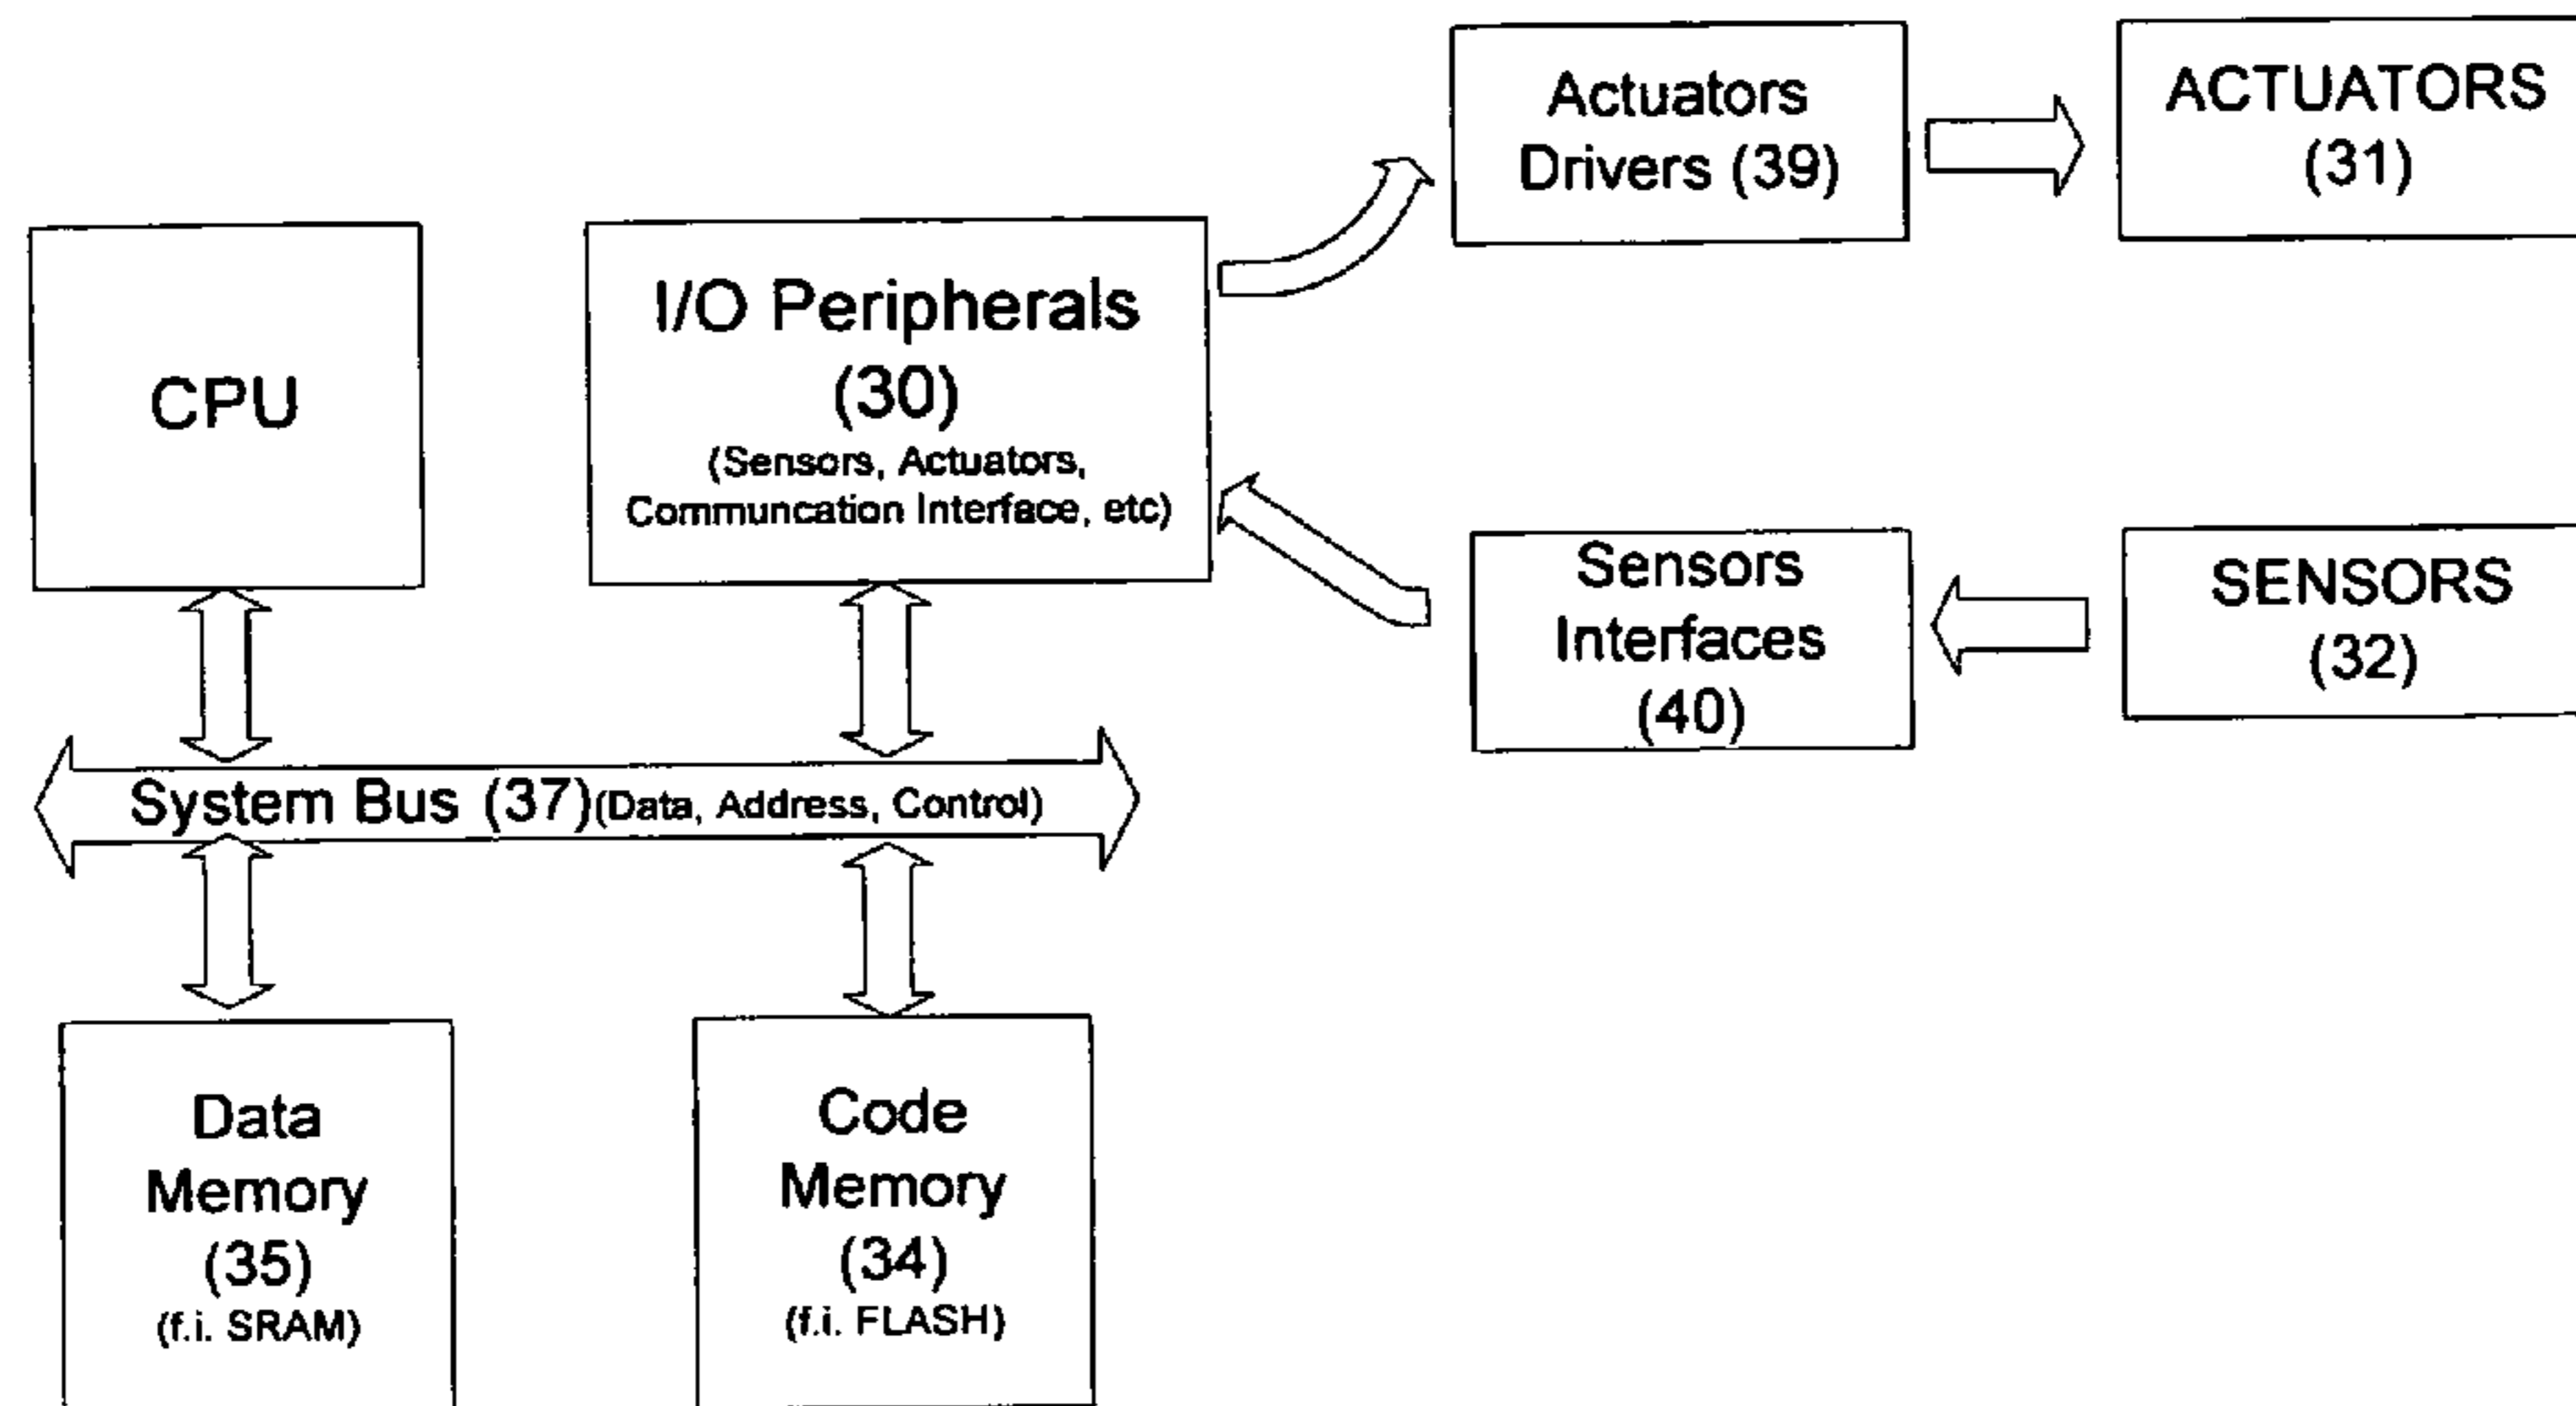 Actuators
Drivers (39)
ACTUATORS
(31)
CPU
I/O Peripherals
(30)
(Sensors, Actuators,
Communcation Interface, etc)
Sensors
Interfaces
(40)
SENSORS
(32)
System Bus (37)(Data, Address, Control)
Data
Memory
(35)
(f.i. SRAM)
Code
Memory
(34)
(f.i. FLASH)